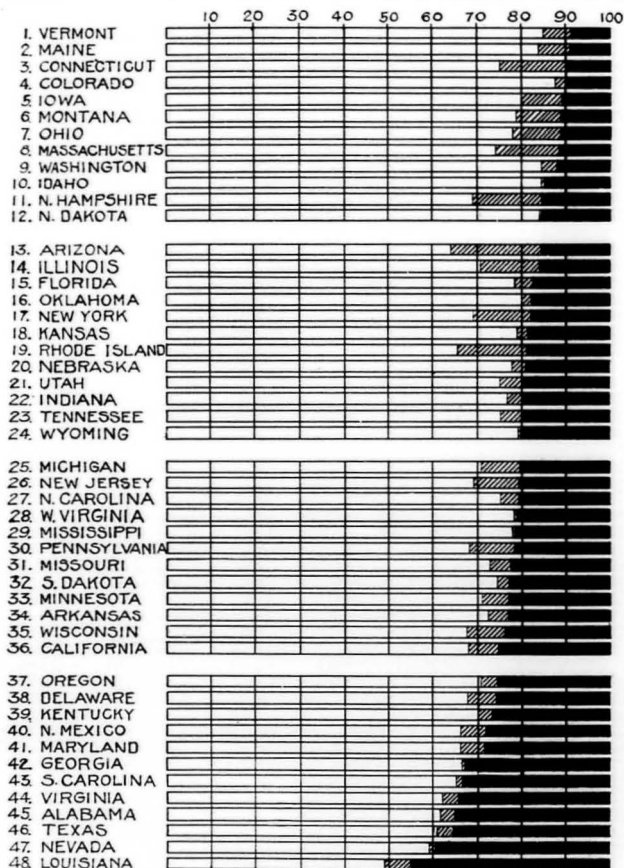 10 20 30 40 50 60 70 80 90 100
1. VERMONT
2. MAINE
3. CONNECTICUT
4. COLORADO
5. IOWA
6. MONTANA
7. OHIO
8. MASSACHUSETTS
9. WASHINGTON
10. IDAHO
11. N. HAMPSHIRE
12. N. DAKOTA
13. ARIZONA
14. ILLINOIS
15. FLORIDA
16. OKLAHOMA
17. NEW YORK
18. KANSAS
19. RHODE ISLAND
20. NEBRASKA
21. UTAH
22. INDIANA
23. TENNESSEE
24. WYOMING
25. MICHIGAN
26. NEW JERSEY
27. N. CAROLINA
28. W. VIRGINIA
29. MISSISSIPPI
30. PENNSYLVANIA
31. MISSOURI
32 S. DAKOTA
33. MINNESOTA
34. ARKANSAS
35. WISCONSIN
36. CALIFORNIA
37. OREGON
38. DELAWARE
39. KENTUCKY
40. N. MEXICO
41. MARYLAND
42. GEORGIA
43. S. CAROLINA
44. VIRGINIA
45. ALABAMA
46. TEXAS
47. NEVADA
48. LOUISIANA